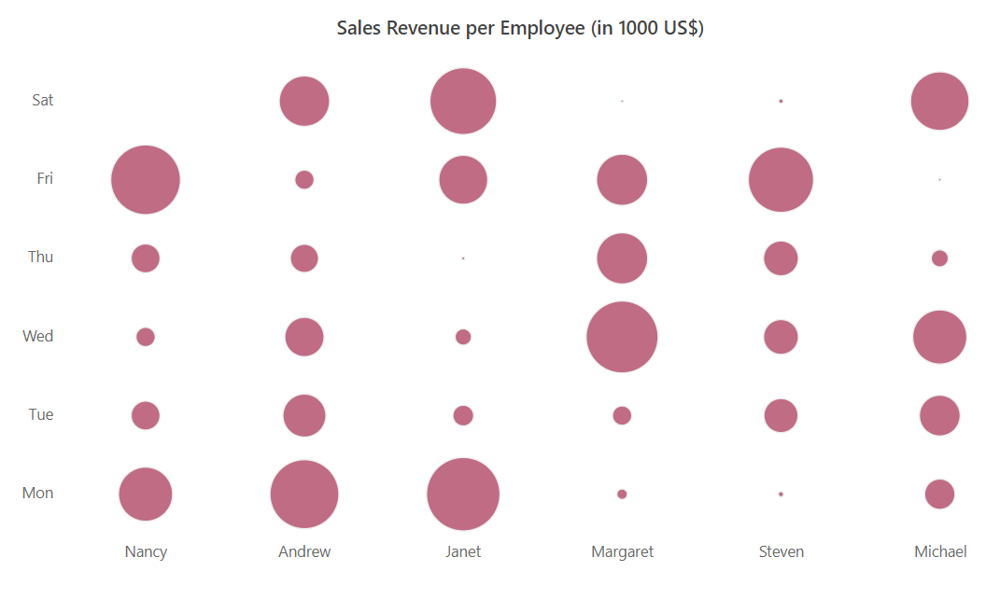 Sales Revenue per Employee (in 1000 US$)
Sat
Fri
Thu
Wed
Tue
Mon
Nancy Andrew Janet Margaret Steven Michael